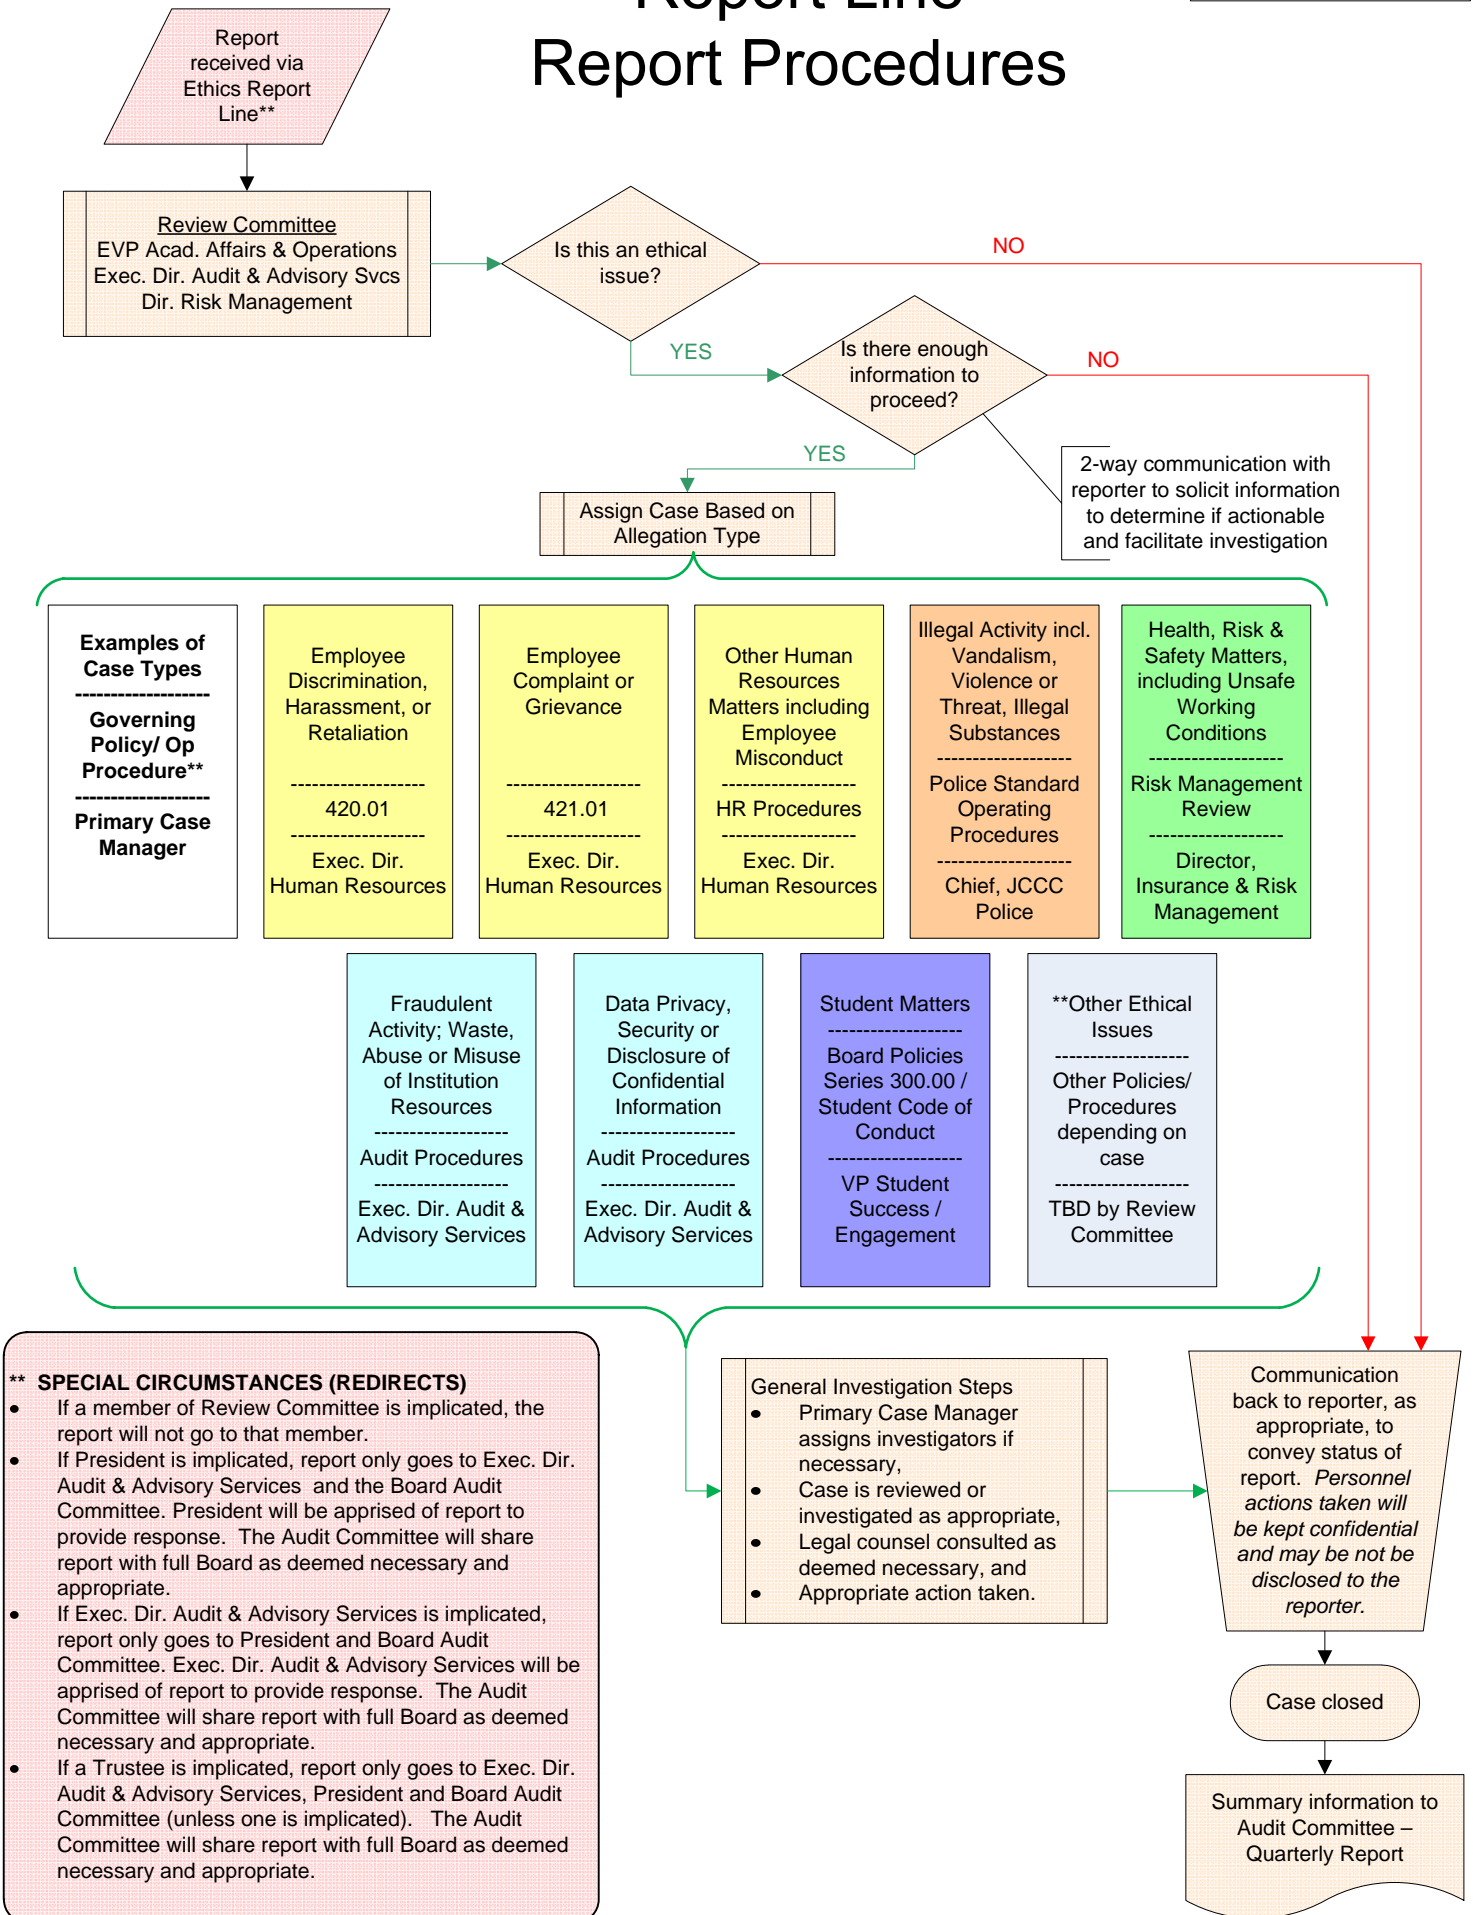 Report Line
Report Procedures
Report
received via
Ethics Report
Line**
Review Committee
EVP Acad. Affairs & Operations
Exec. Dir. Audit & Advisory Svcs
Dir. Risk Management
Is this an ethical
issue?
NO
YES
Is there enough
information to
proceed?
NO
YES
2-way communication with
reporter to solicit information
to determine if actionable
and facilitate investigation
Assign Case Based on
Allegation Type
Examples of
Case Types
-------------------
Governing
Policy/ Op
Procedure**
-------------------
Primary Case
Manager
Employee
Discrimination,
Harassment, or
Retaliation
-------------------
420.01
-------------------
Exec. Dir.
Human Resources
Employee
Complaint or
Grievance
-------------------
421.01
-------------------
Exec. Dir.
Human Resources
Other Human
Resources
Matters including
Employee
Misconduct
-------------------
HR Procedures
-------------------
Exec. Dir.
Human Resources
Illegal Activity incl.
Vandalism,
Violence or
Threat, Illegal
Substances
-------------------
Police Standard
Operating
Procedures
-------------------
Chief, JCCC
Police
Health, Risk &
Safety Matters,
including Unsafe
Working
Conditions
-------------------
Risk Management
Review
-------------------
Director,
Insurance & Risk
Management
Fraudulent
Activity; Waste,
Abuse or Misuse
of Institution
Resources
-------------------
Audit Procedures
-------------------
Exec. Dir. Audit &
Advisory Services
Data Privacy,
Security or
Disclosure of
Confidential
Information
-------------------
Audit Procedures
-------------------
Exec. Dir. Audit &
Advisory Services
Student Matters
-------------------
Board Policies
Series 300.00 /
Student Code of
Conduct
-------------------
VP Student
Success /
Engagement
**Other Ethical
Issues
-------------------
Other Policies/
Procedures
depending on
case
-------------------
TBD by Review
Committee
** SPECIAL CIRCUMSTANCES (REDIRECTS)
• If a member of Review Committee is implicated, the
report will not go to that member.
• If President is implicated, report only goes to Exec. Dir.
Audit & Advisory Services and the Board Audit
Committee. President will be apprised of report to
provide response. The Audit Committee will share
report with full Board as deemed necessary and
appropriate.
• If Exec. Dir. Audit & Advisory Services is implicated,
report only goes to President and Board Audit
Committee. Exec. Dir. Audit & Advisory Services will be
apprised of report to provide response. The Audit
Committee will share report with full Board as deemed
necessary and appropriate.
• If a Trustee is implicated, report only goes to Exec. Dir.
Audit & Advisory Services, President and Board Audit
Committee (unless one is implicated). The Audit
Committee will share report with full Board as deemed
necessary and appropriate.
General Investigation Steps
• Primary Case Manager
assigns investigators if
necessary,
• Case is reviewed or
investigated as appropriate,
• Legal counsel consulted as
deemed necessary, and
• Appropriate action taken.
Communication
back to reporter, as
appropriate, to
convey status of
report. Personnel
actions taken will
be kept confidential
and may be not be
disclosed to the
reporter.
Case closed
Summary information to
Audit Committee –
Quarterly Report